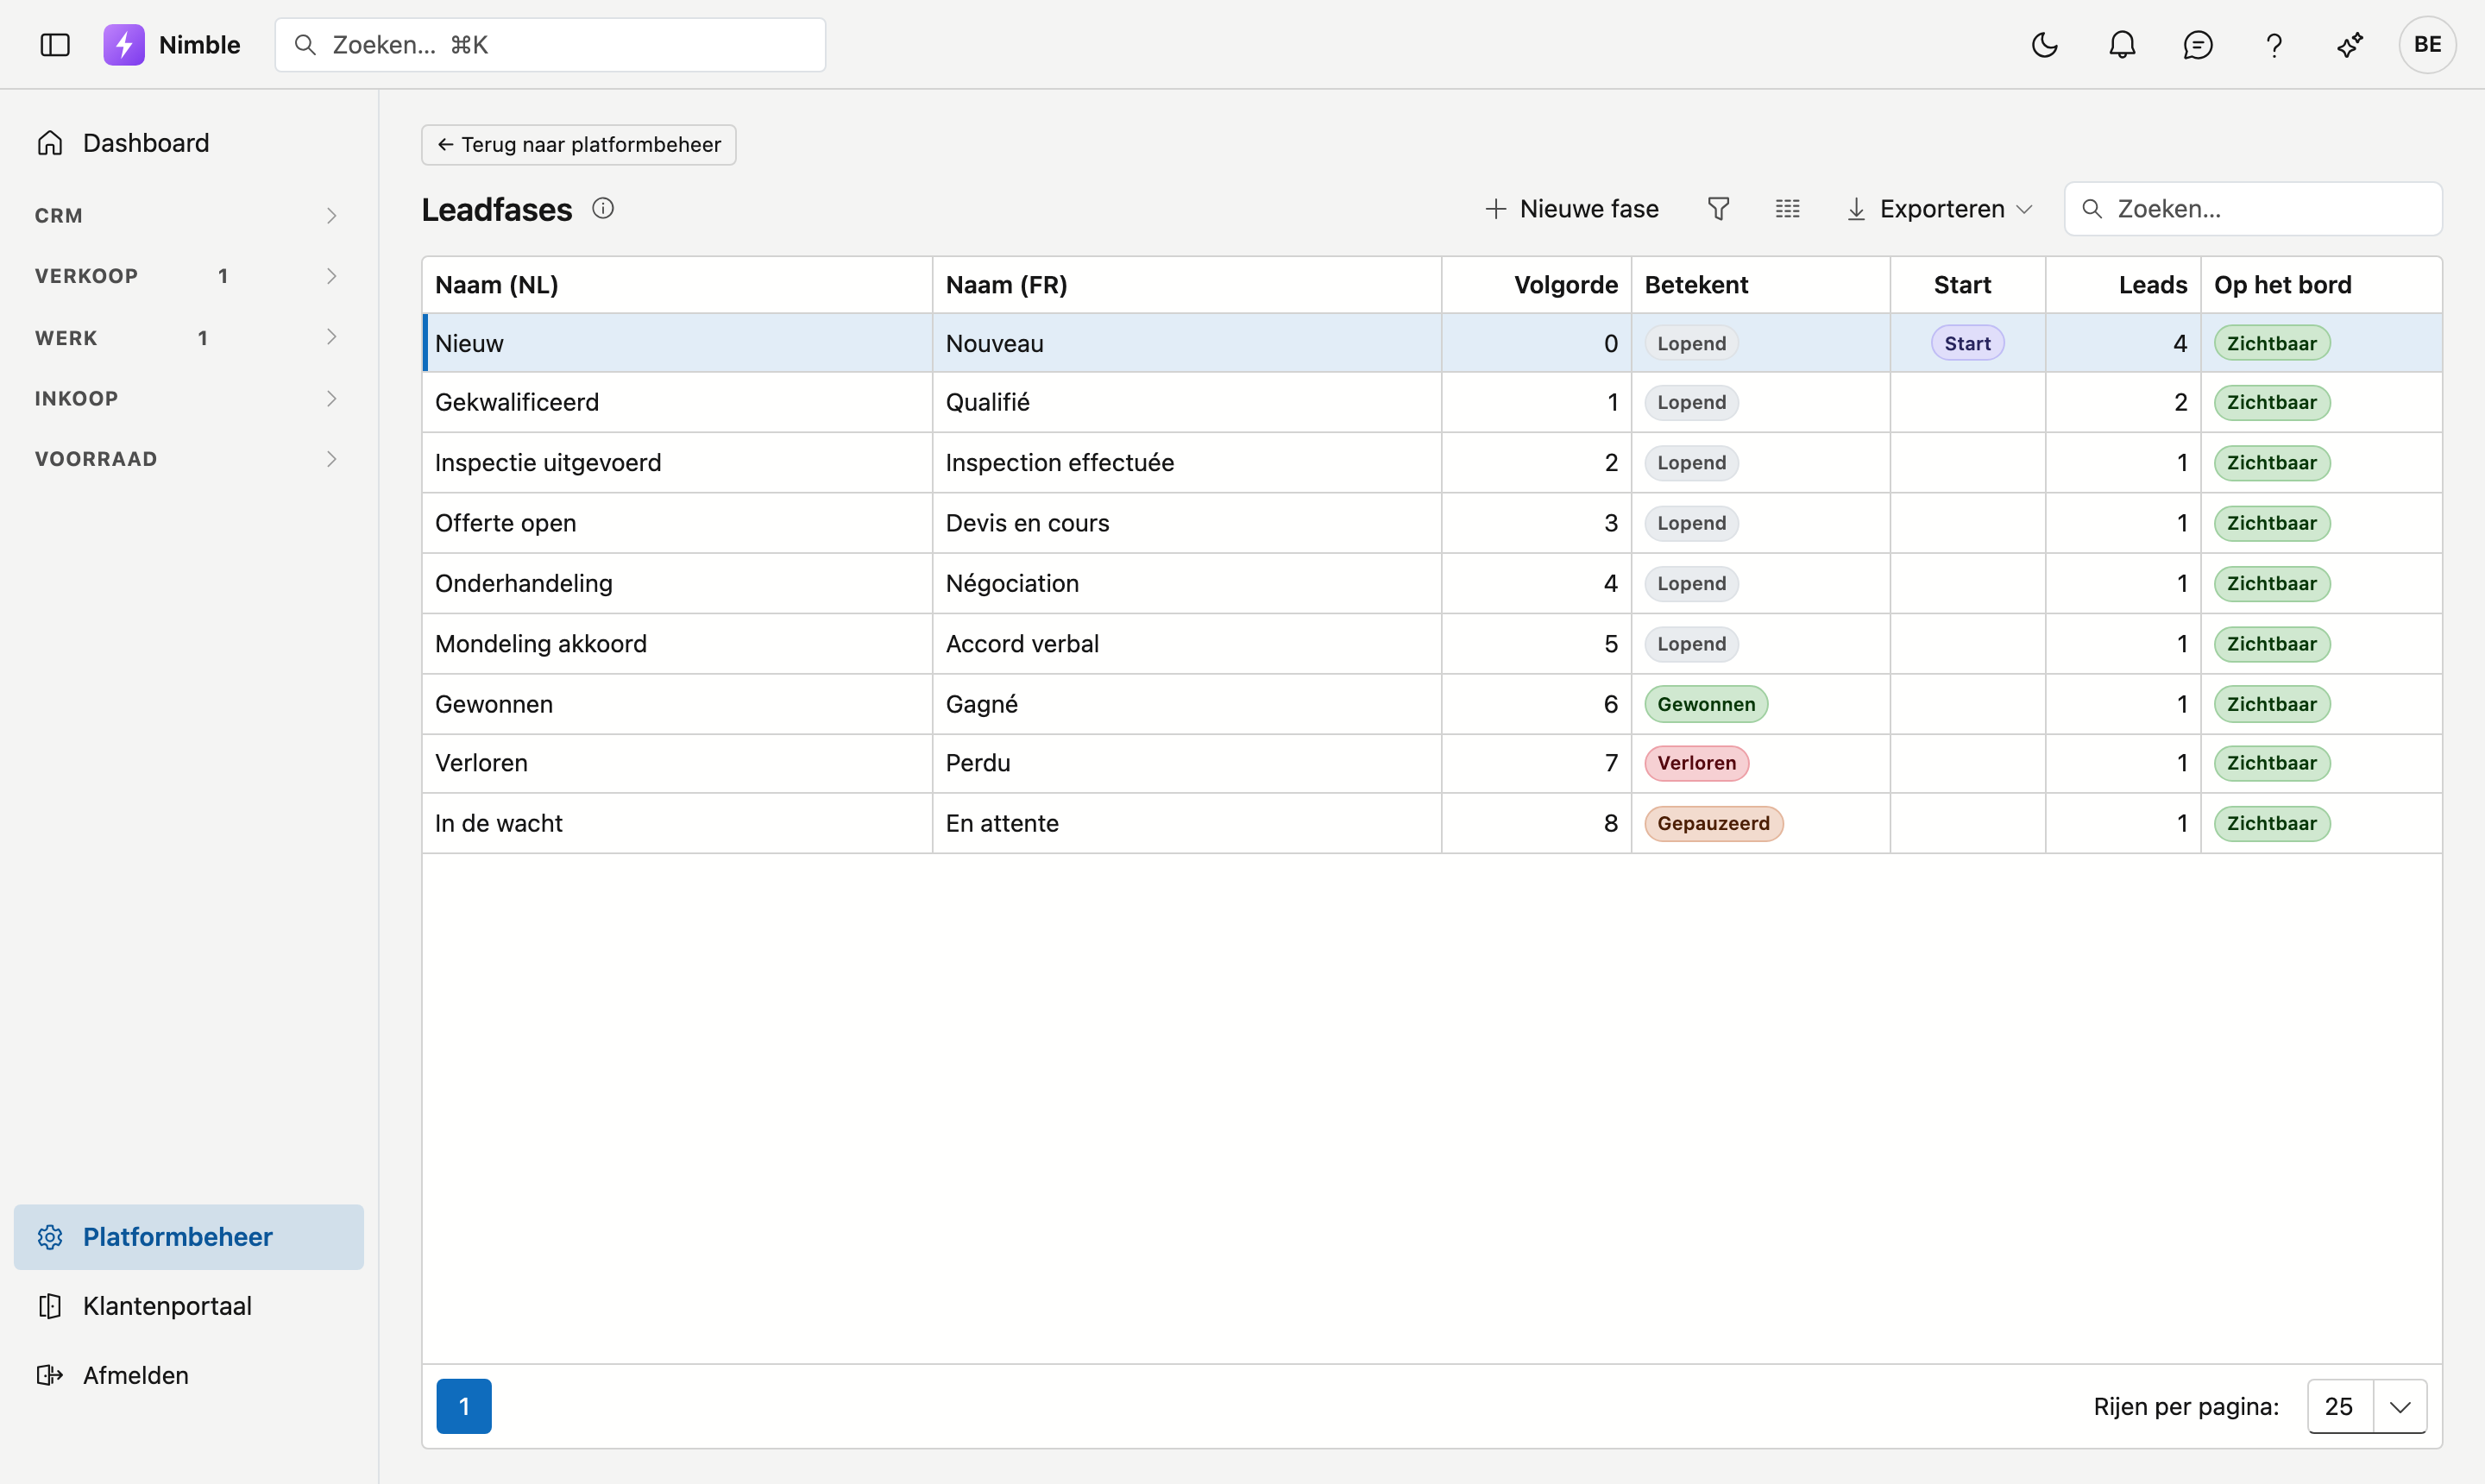 Nimble
Zoeken... ⌘K
BE
Dashboard
CRM
VERKOOP 1
WERK 1
INKOOP
VOORRAAD
Platformbeheer
Klantenportaal
Afmelden
← Terug naar platformbeheer
Leadfases
Nieuwe fase
Exporteren
Zoeken...
Naam (NL) Naam (FR) Volgorde Betekent Start Leads Op het bord
Nieuw Nouveau 0 Lopend Start 4 Zichtbaar
Gekwalificeerd Qualifié 1 Lopend 2 Zichtbaar
Inspectie uitgevoerd Inspection effectuée 2 Lopend 1 Zichtbaar
Offerte open Devis en cours 3 Lopend 1 Zichtbaar
Onderhandeling Négociation 4 Lopend 1 Zichtbaar
Mondeling akkoord Accord verbal 5 Lopend 1 Zichtbaar
Gewonnen Gagné 6 Gewonnen 1 Zichtbaar
Verloren Perdu 7 Verloren 1 Zichtbaar
In de wacht En attente 8 Gepauzeerd 1 Zichtbaar
1
Rijen per pagina: 25